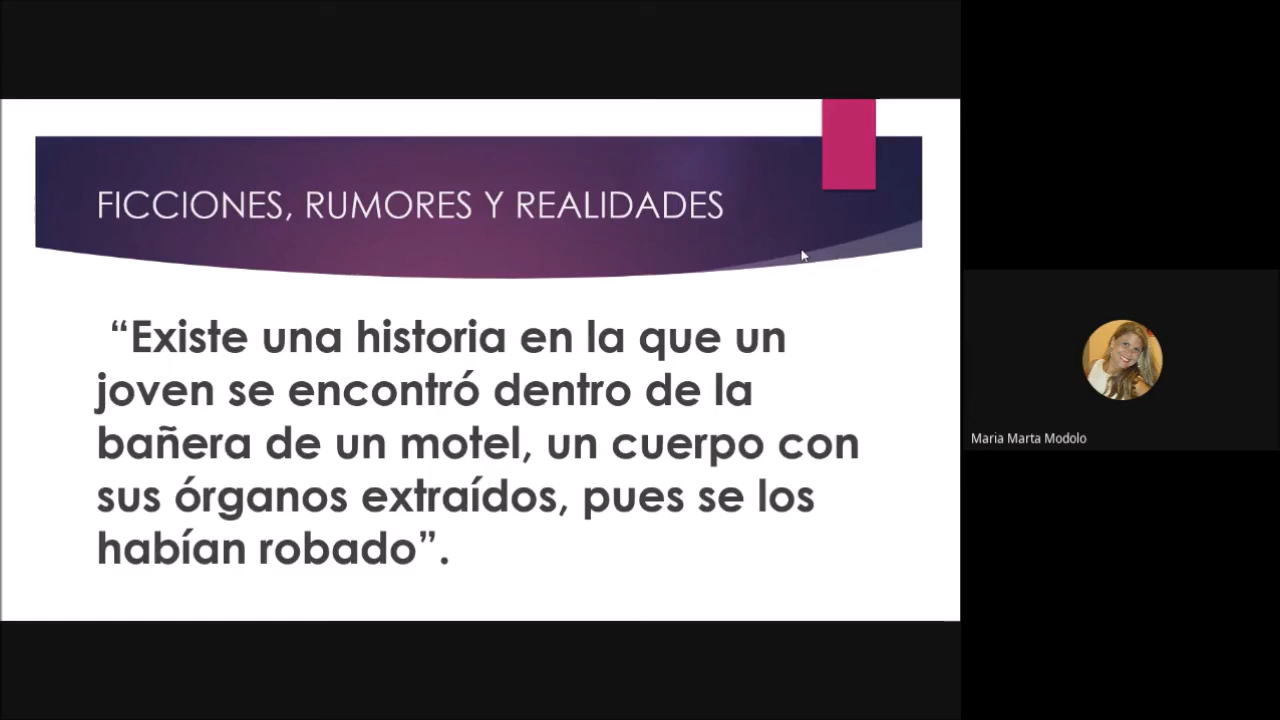 FICCIONES, RUMORES Y REALIDADES
“Existe una historia en la que un
joven se encontró dentro de la
bañera de un motel, un cuerpo con
sus órganos extraídos, pues se los
habían robado”.
Maria Marta Modolo